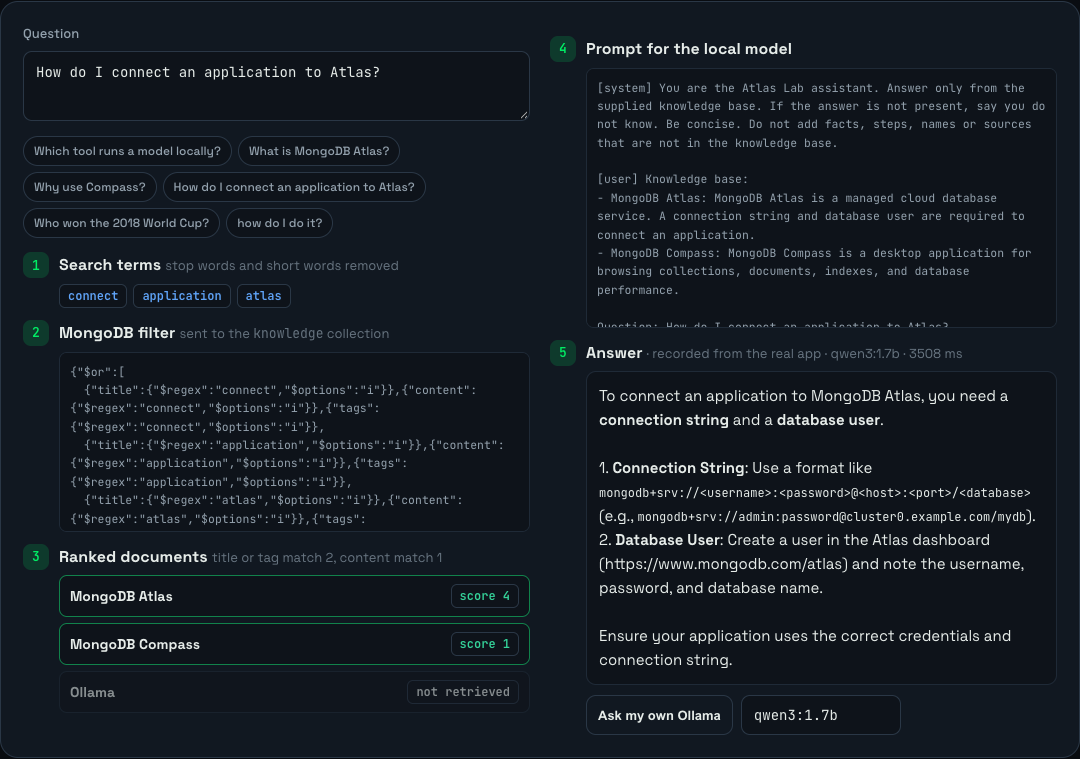 Question
How do I connect an application to Atlas?
Which tool runs a model locally?
What is MongoDB Atlas?
Why use Compass?
How do I connect an application to Atlas?
Who won the 2018 World Cup?
how do I do it?
1 Search terms stop words and short words removed
connect application atlas
2 MongoDB filter sent to the knowledge collection
{"$or":[
{"title":{"$regex":"connect","$options":"i"}},{"content":
{"$regex":"connect","$options":"i"}},{"tags":
{"$regex":"connect","$options":"i"}},
{"title":{"$regex":"application","$options":"i"}},{"content":
{"$regex":"application","$options":"i"}},{"tags":
{"$regex":"application","$options":"i"}},
{"title":{"$regex":"atlas","$options":"i"}},{"content":
{"$regex":"atlas","$options":"i"}},{"tags":
3 Ranked documents title or tag match 2, content match 1
MongoDB Atlas score 4
MongoDB Compass score 1
Ollama not retrieved
4 Prompt for the local model
[system] You are the Atlas Lab assistant. Answer only from the
supplied knowledge base. If the answer is not present, say you do
not know. Be concise. Do not add facts, steps, names or sources
that are not in the knowledge base.
[user] Knowledge base:
- MongoDB Atlas: MongoDB Atlas is a managed cloud database
service. A connection string and database user are required to
connect an application.
- MongoDB Compass: MongoDB Compass is a desktop application for
browsing collections, documents, indexes, and database
performance.
Question: How do I connect an application to Atlas?
5 Answer · recorded from the real app · qwen3:1.7b · 3508 ms
To connect an application to MongoDB Atlas, you need a
connection string and a database user.
1. Connection String: Use a format like
mongodb+srv://<username>:<password>@<host>:<port>/<database>
(e.g., mongodb+srv://admin:password@cluster0.example.com/mydb).
2. Database User: Create a user in the Atlas dashboard
(https://www.mongodb.com/atlas) and note the username,
password, and database name.
Ensure your application uses the correct credentials and
connection string.
Ask my own Ollama
qwen3:1.7b